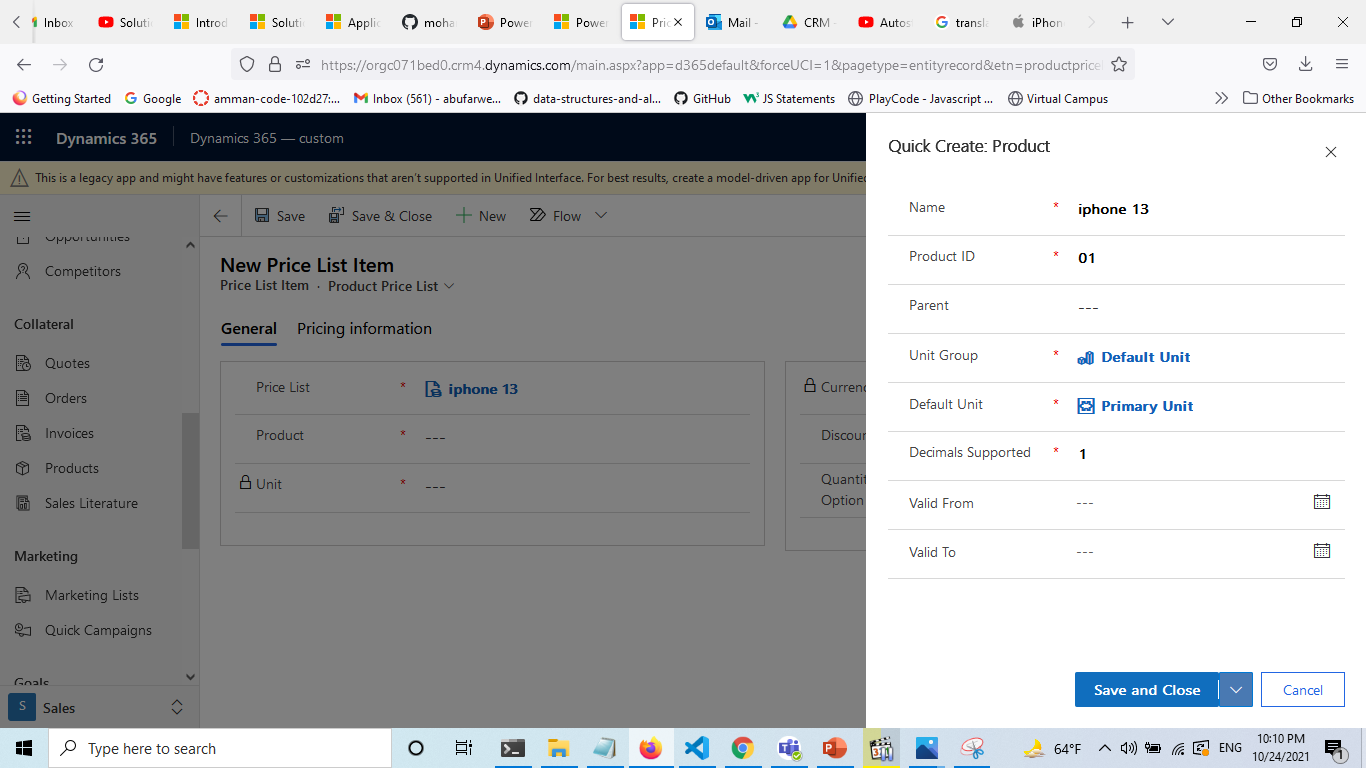 Inbox
Soluti
Introd
Soluti
Applic
moha
Power
Power
Pric
Mail -
CRM -
Autos
transla
iPhon
https://orgc071bed0.crm4.dynamics.com/main.aspx?app=d365default&forceUCI=1&pagetype=entityrecord&etn=productpricel
Getting Started
Google
amman-code-102d27:...
Inbox (561) - abufarwe...
data-structures-and-al...
GitHub
JS Statements
PlayCode - Javascript ...
Virtual Campus
Other Bookmarks
Dynamics 365
Dynamics 365 — custom
This is a legacy app and might have features or customizations that aren't supported in Unified Interface. For best results, create a model-driven app for Unifie
Opportunities
Competitors
Collateral
Quotes
Orders
Invoices
Products
Sales Literature
Marketing
Marketing Lists
Quick Campaigns
Goals
S Sales
Save
Save & Close
New
Flow
New Price List Item
Price List Item · Product Price List
General
Pricing information
Price List * iphone 13
Product * ---
Unit * ---
Currenc
Discoun
Quantit
Option
Quick Create: Product
Name * iphone 13
Product ID * 01
Parent ---
Unit Group * Default Unit
Default Unit * Primary Unit
Decimals Supported * 1
Valid From ---
Valid To ---
Save and Close
Cancel
Type here to search
64°F
ENG
10:10 PM
10/24/2021
1